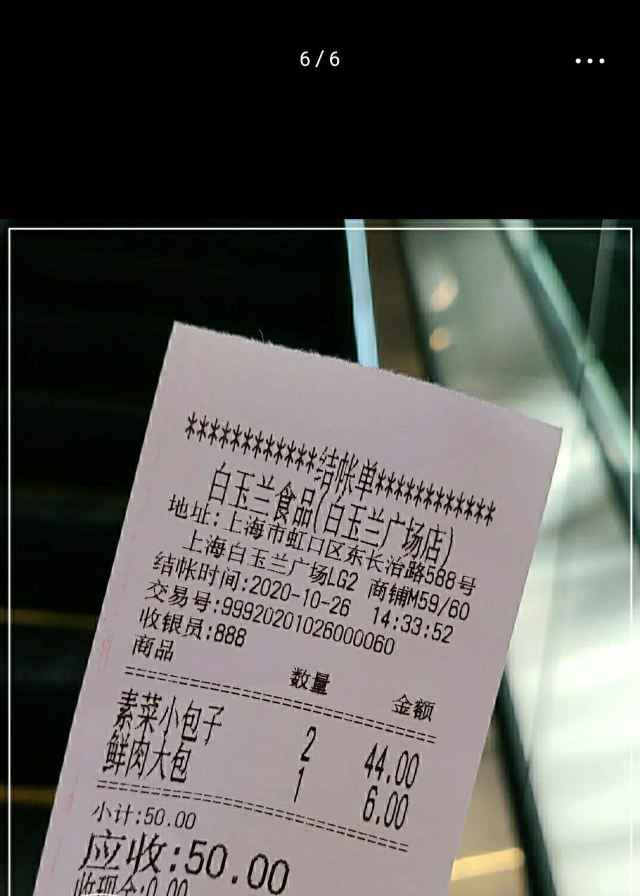 6/6
************结帐单************
白玉兰食品(白玉兰广场店)
地址:上海市虹口区东长治路588号
上海白玉兰广场LG2 商铺M59/60
结帐时间:2020-10-26 14:33:52
交易号:99920201026000060
收银员:888
商品 数量 金额
素菜小包子 2 44.00
鲜肉大包 1 6.00
小计:50.00
应收:50.00
收现金:0.00